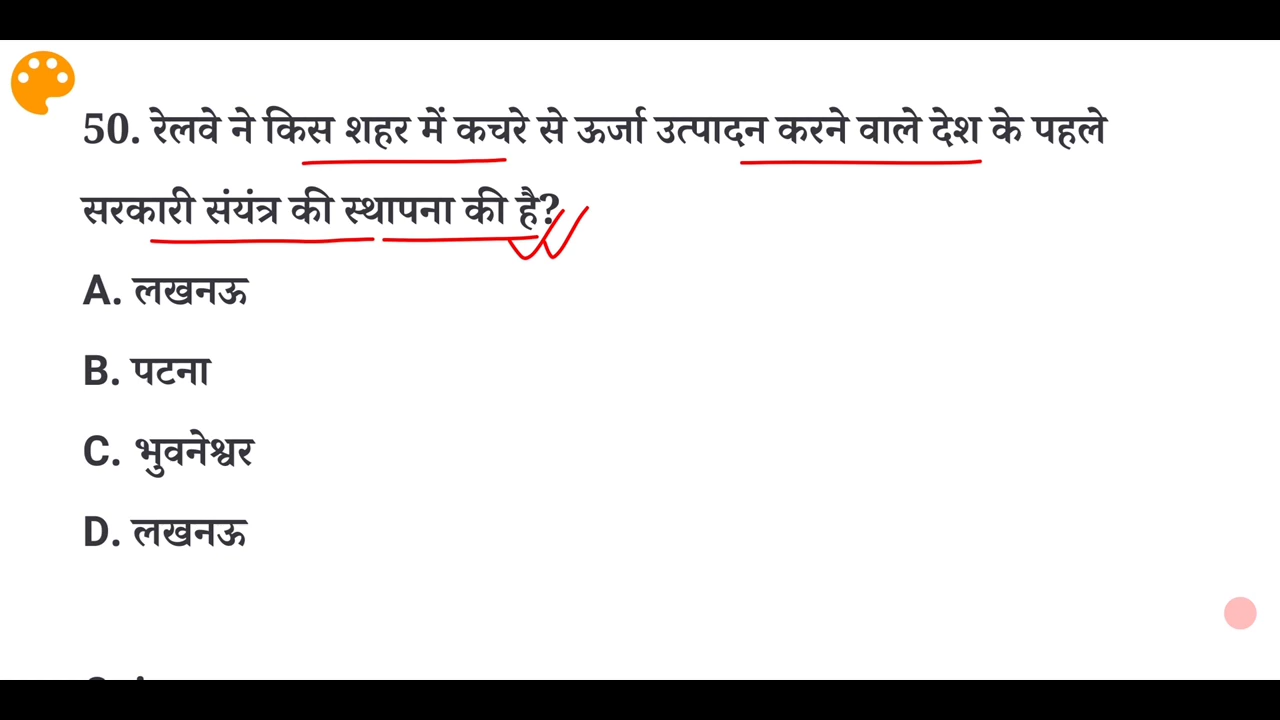 50. रेलवे ने किस शहर में कचरे से ऊर्जा उत्पादन करने वाले देश के पहले
सरकारी संयंत्र की स्थापना की है?
A. लखनऊ
B. पटना
C. भुवनेश्वर
D. लखनऊ